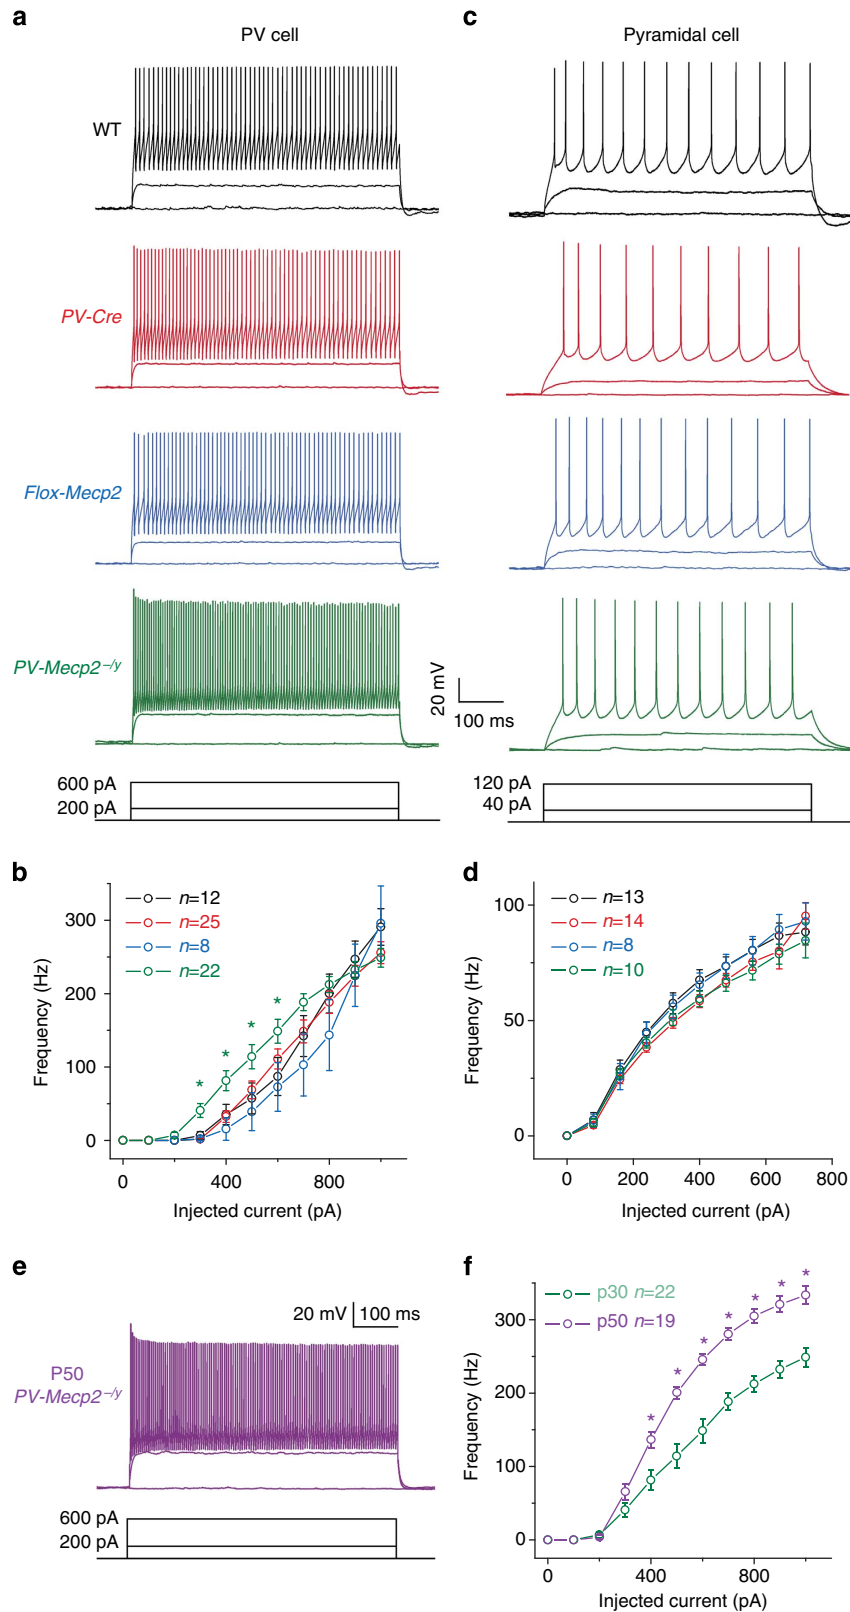 a
PV cell
WT
PV-Cre
Flox-Mecp2
PV-Mecp2–/y
20 mV
100 ms
600 pA
200 pA
c
Pyramidal cell
120 pA
40 pA
b
n=12
n=25
n=8
n=22
* * * *
300
200
100
0
Frequency (Hz)
0 400 800
Injected current (pA)
d
n=13
n=14
n=8
n=10
100
50
0
Frequency (Hz)
0 200 400 600 800
Injected current (pA)
e
20 mV 100 ms
P50
PV-Mecp2–/y
600 pA
200 pA
f
p30 n=22
p50 n=19
* * * * * * *
300
200
100
0
Frequency (Hz)
0 400 800
Injected current (pA)